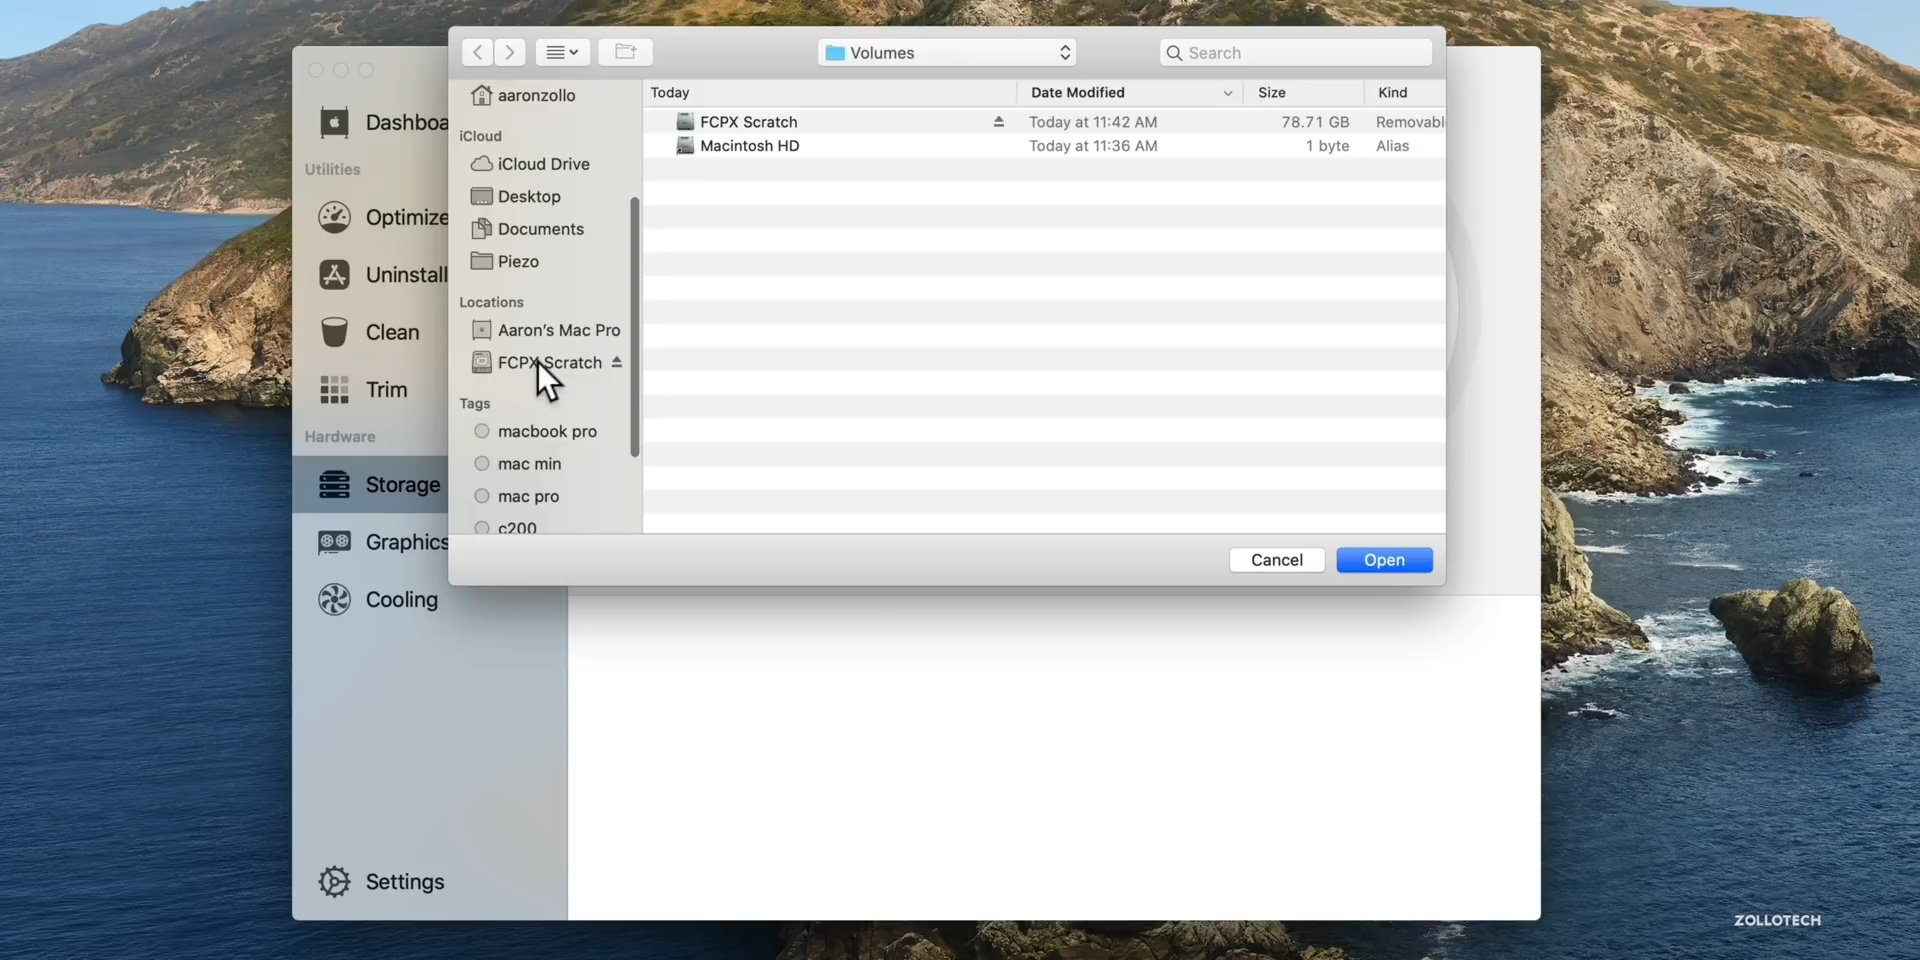 Volumes
Search
aaronzollo
iCloud
iCloud Drive
Desktop
Documents
Piezo
Locations
Aaron's Mac Pro
FCPX Scratch
Tags
macbook pro
mac min
mac pro
c200
Today Date Modified Size Kind
FCPX Scratch Today at 11:42 AM 78.71 GB Removabl
Macintosh HD Today at 11:36 AM 1 byte Alias
Cancel Open
Dashboa
Utilities
Optimize
Uninstall
Clean
Trim
Hardware
Storage
Graphics
Cooling
Settings
ZOLLOTECH